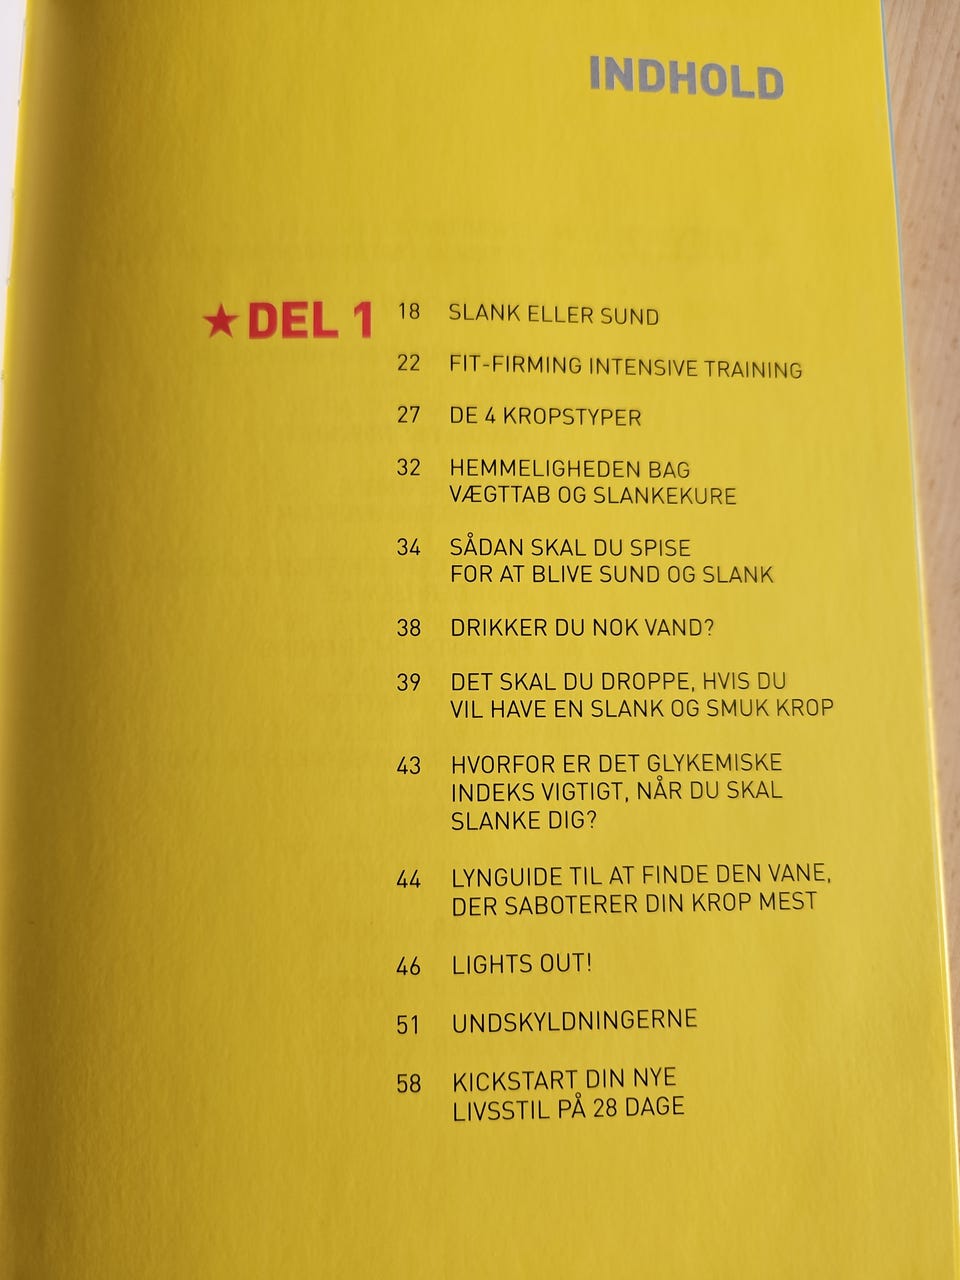 INDHOLD
★DEL 1
18 SLANK ELLER SUND
22 FIT-FIRMING INTENSIVE TRAINING
27 DE 4 KROPSTYPER
32 HEMMELIGHEDEN BAG
VÆGTTAB OG SLANKEKURE
34 SÅDAN SKAL DU SPISE
FOR AT BLIVE SUND OG SLANK
38 DRIKKER DU NOK VAND?
39 DET SKAL DU DROPPE, HVIS DU
VIL HAVE EN SLANK OG SMUK KROP
43 HVORFOR ER DET GLYKEMISKE
INDEKS VIGTIGT, NÅR DU SKAL
SLANKE DIG?
44 LYNGUIDE TIL AT FINDE DEN VANE,
DER SABOTERER DIN KROP MEST
46 LIGHTS OUT!
51 UNDSKYLDNINGERNE
58 KICKSTART DIN NYE
LIVSSTIL PÅ 28 DAGE